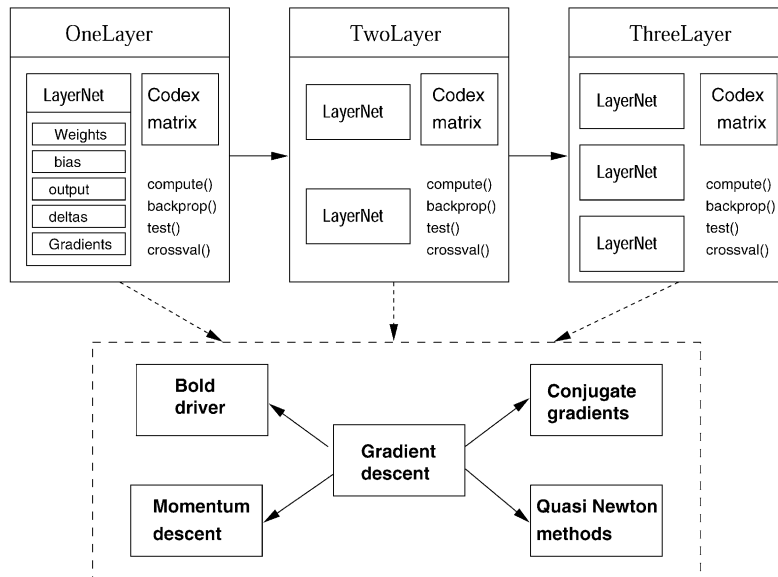 OneLayer
LayerNet
Weights
bias
output
deltas
Gradients
Codex
matrix
compute()
backprop()
test()
crossval()
TwoLayer
LayerNet
LayerNet
Codex
matrix
compute()
backprop()
test()
crossval()
ThreeLayer
LayerNet
LayerNet
LayerNet
Codex
matrix
compute()
backprop()
test()
crossval()
Bold
driver
Momentum
descent
Gradient
descent
Conjugate
gradients
Quasi Newton
methods